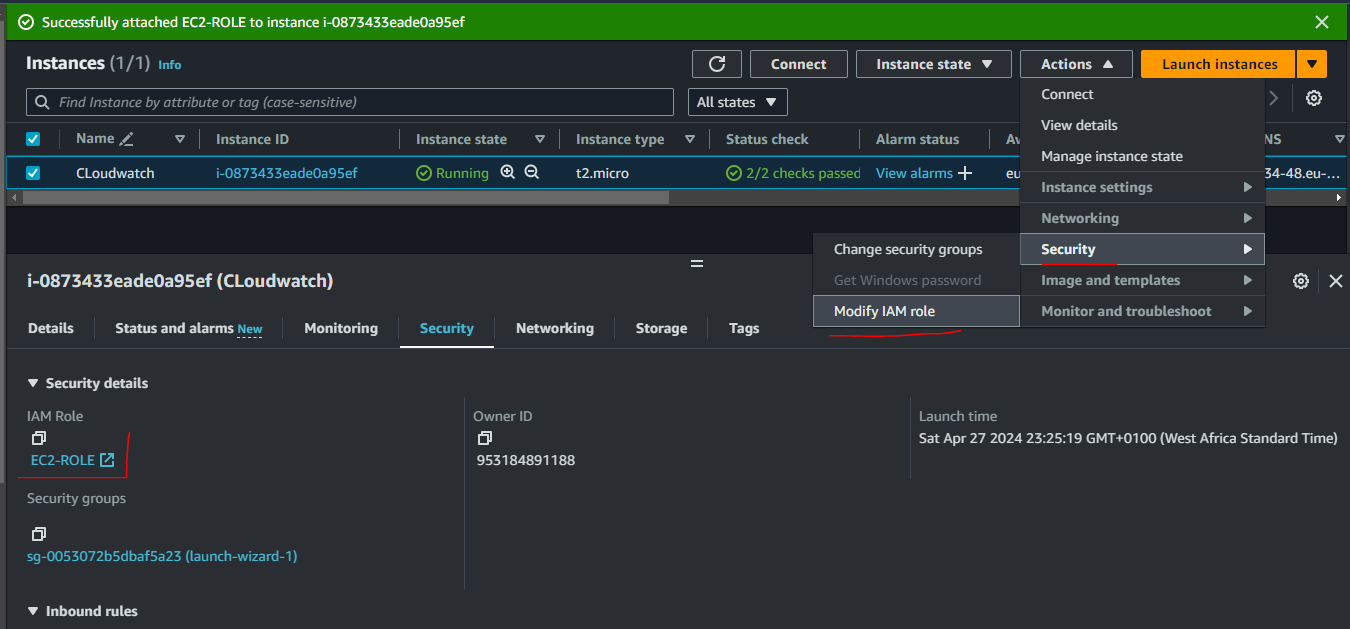 Successfully attached EC2-ROLE to instance i-0873433eade0a95ef
Instances (1/1) Info
Connect
Instance state
Actions
Launch instances
Find Instance by attribute or tag (case-sensitive)
All states
Connect
View details
Manage instance state
Instance settings
Networking
Security
Image and templates
Monitor and troubleshoot
Change security groups
Get Windows password
Modify IAM role
Name Instance ID Instance state Instance type Status check Alarm status Av NS
CLoudwatch i-0873433eade0a95ef Running t2.micro 2/2 checks passed View alarms eu 34-48.eu-...
i-0873433eade0a95ef (CLoudwatch)
Details Status and alarms New Monitoring Security Networking Storage Tags
Security details
IAM Role
EC2-ROLE
Owner ID
953184891188
Launch time
Sat Apr 27 2024 23:25:19 GMT+0100 (West Africa Standard Time)
Security groups
sg-0053072b5dbaf5a23 (launch-wizard-1)
Inbound rules